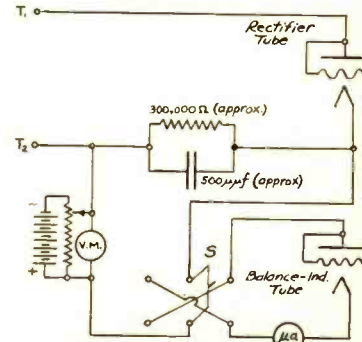 T₁
Rectifier
Tube
300,000 Ω (approx.)
T₂
500 μμf (approx)
-
V.M.
+
S
Balance-Ind.
Tube
μa